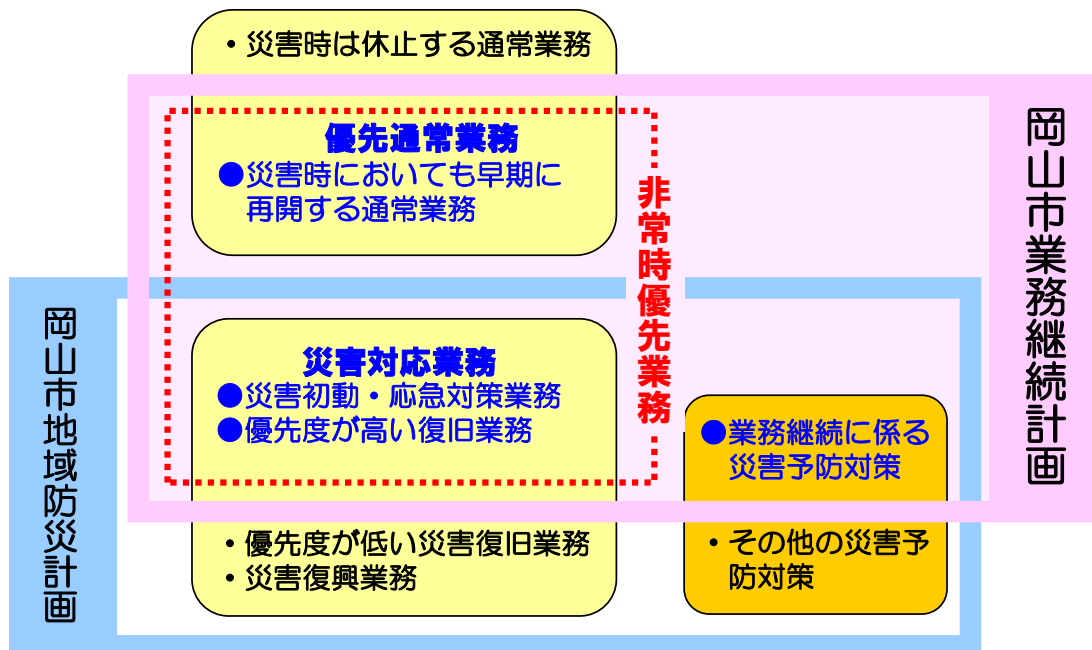 ・災害時は休止する通常業務
優先通常業務
●災害時においても早期に
再開する通常業務
非常時優先業務
岡山市業務継続計画
岡山市地域防災計画
災害対応業務
●災害初動・応急対策業務
●優先度が高い復旧業務
・優先度が低い災害復旧業務
・災害復興業務
●業務継続に係る
災害予防対策
・その他の災害予
防対策